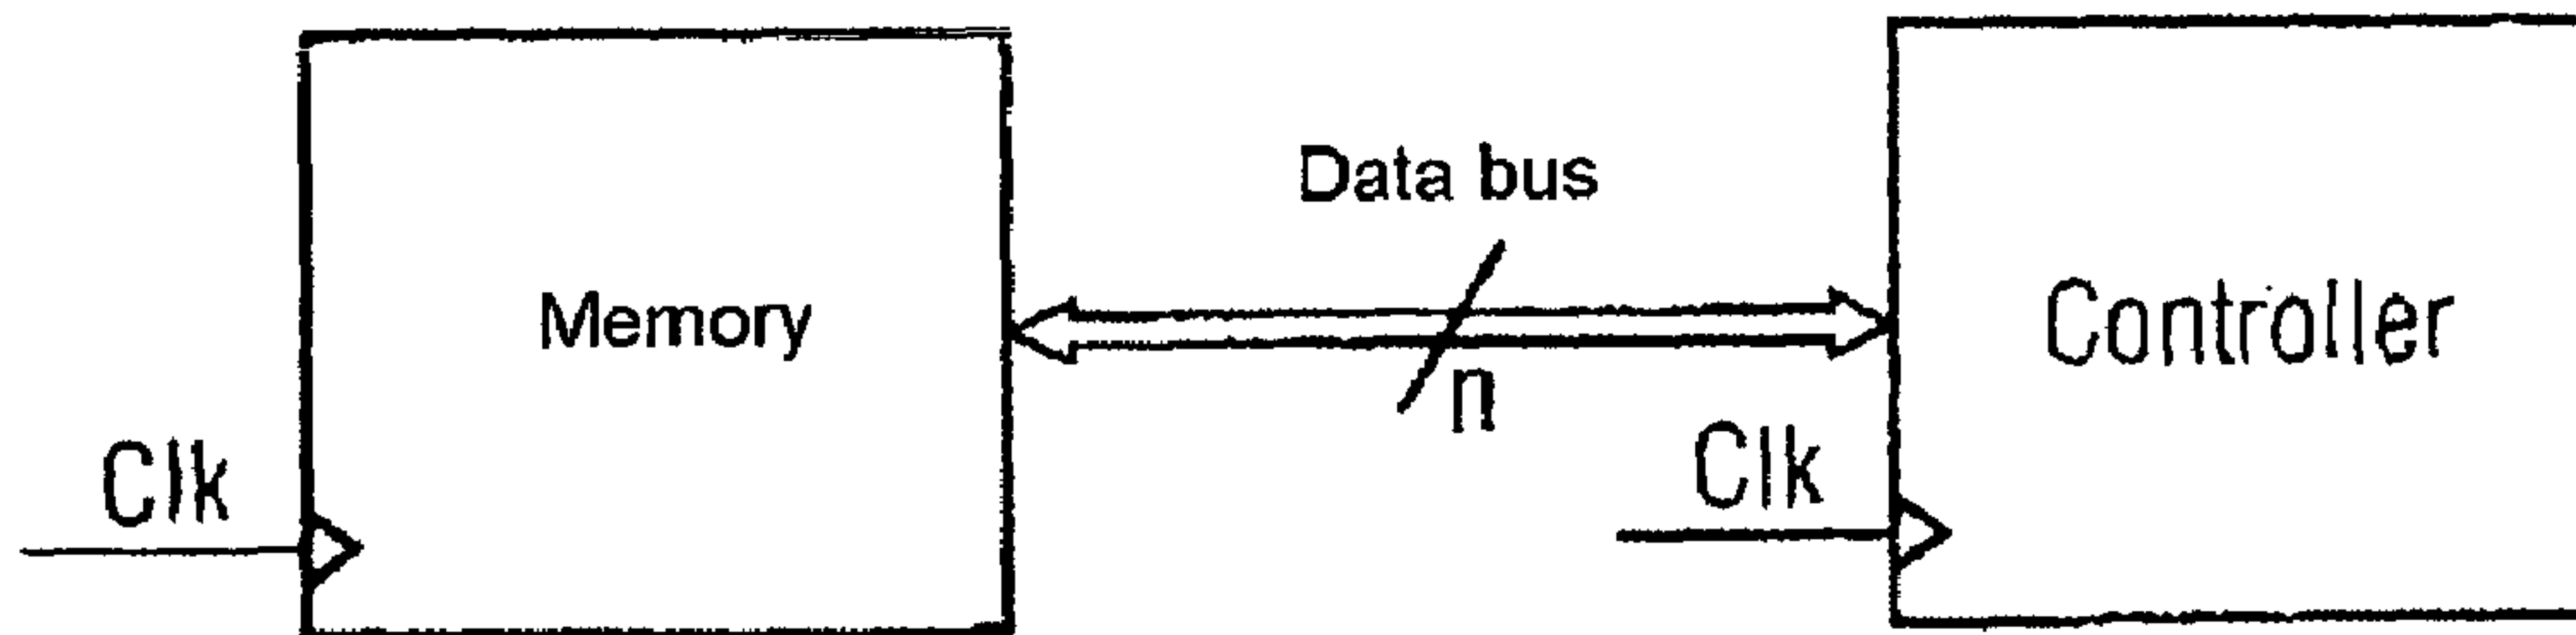 Data bus
Memory
Controller
n
Clk
Clk